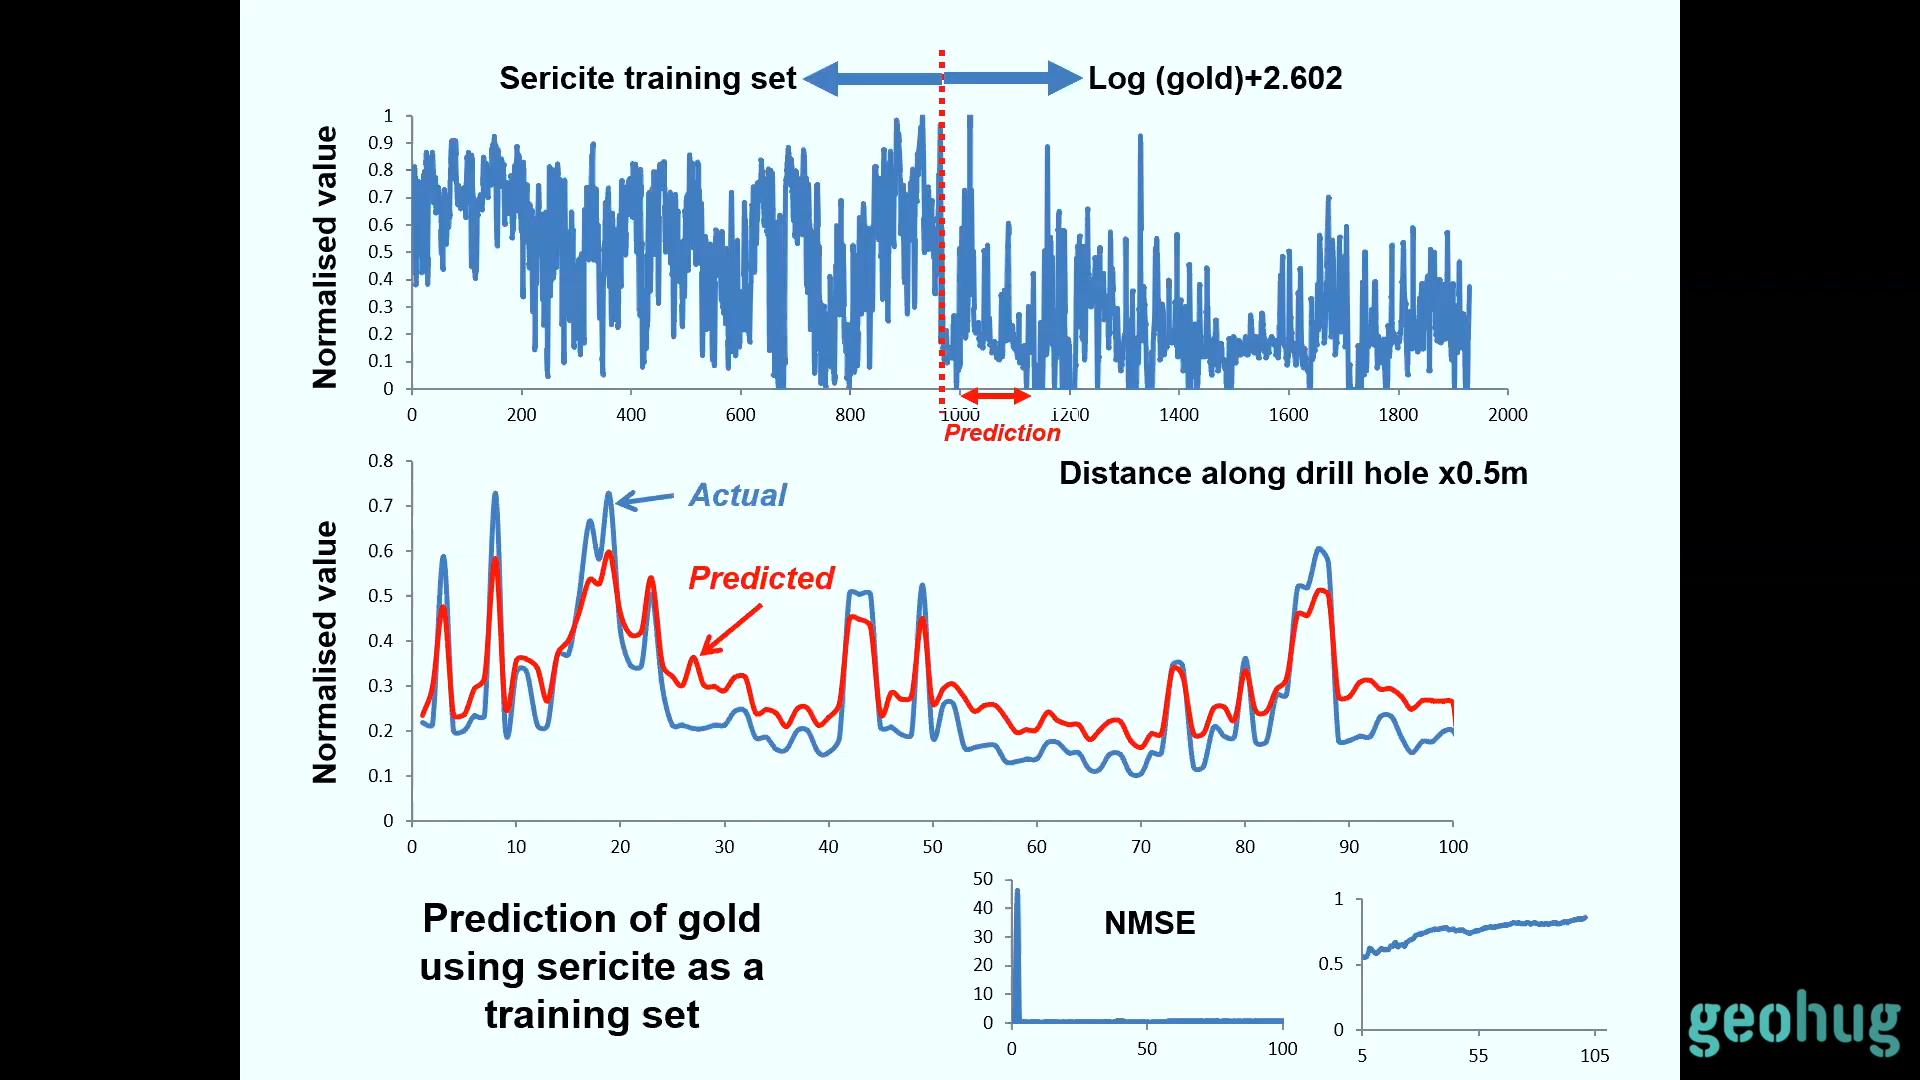 Sericite training set
Log (gold)+2.602
Normalised value
1
0.9
0.8
0.7
0.6
0.5
0.4
0.3
0.2
0.1
0
0 200 400 600 800 1000 1200 1400 1600 1800 2000
Prediction
Distance along drill hole x0.5m
Normalised value
0.8
0.7
0.6
0.5
0.4
0.3
0.2
0.1
0
Actual
Predicted
0 10 20 30 40 50 60 70 80 90 100
Prediction of gold
using sericite as a
training set
NMSE
50
40
30
20
10
0
0 50 100
1
0.5
0
5 55 105
geohug